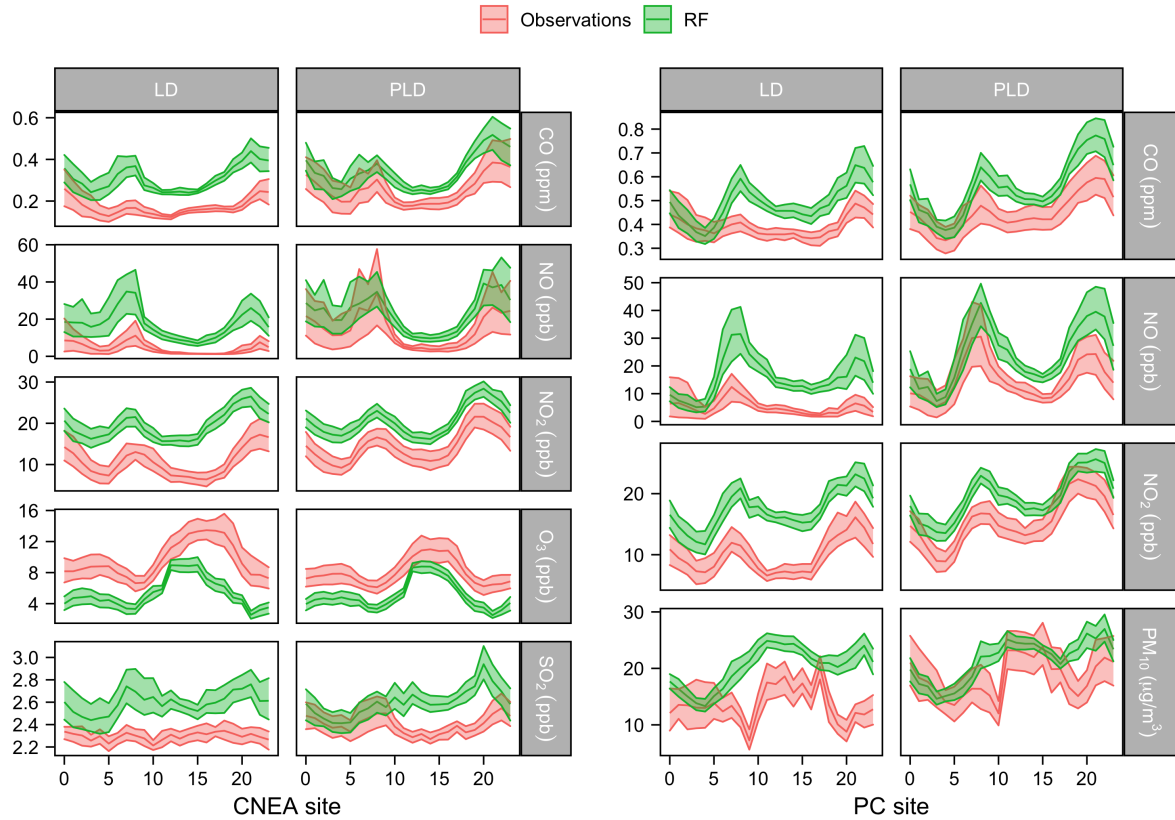 Observations RF
LD PLD
0.6
0.4
0.2
CO (ppm)
60
40
20
0
NO (ppb)
30
20
10
NO₂ (ppb)
16
12
8
4
O₃ (ppb)
3.0
2.8
2.6
2.4
2.2
SO₂ (ppb)
0 5 10 15 20 0 5 10 15 20
CNEA site
LD PLD
0.8
0.7
0.6
0.5
0.4
0.3
CO (ppm)
50
40
30
20
10
0
NO (ppb)
20
10
NO₂ (ppb)
30
20
10
PM₁₀ (μg/m³)
0 5 10 15 20 0 5 10 15 20
PC site